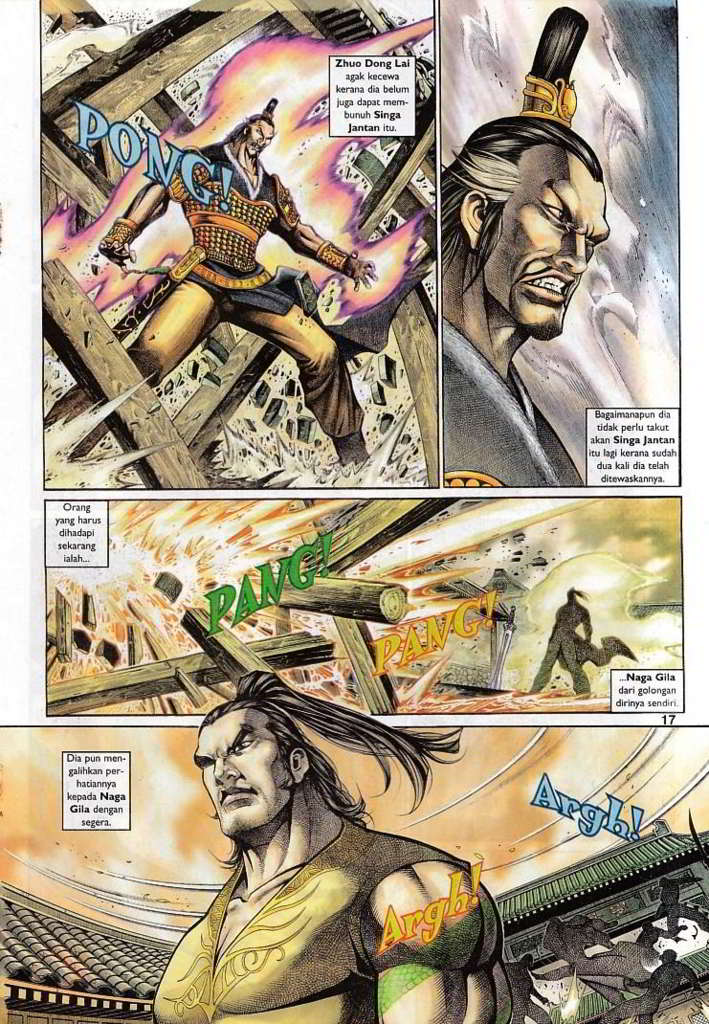 Zhuo Dong Lai
agak kecewa
kerana dia belum
juga dapat mem-
bunuh Singa
Jantan itu.
PONG!
Bagaimanapun dia
tidak perlu takut
akan Singa Jantan
itu lagi kerana sudah
dua kali dia telah
ditewaskannya.
Orang
yang harus
dihadapi
sekarang
ialah...
PANG!
PANG!
...Naga Gila
dari golongan
dirinya sendiri.
17
Dia pun men-
galihkan per-
hatiannya
kepada Naga
Gila dengan
segera.
Argh!
Argh!